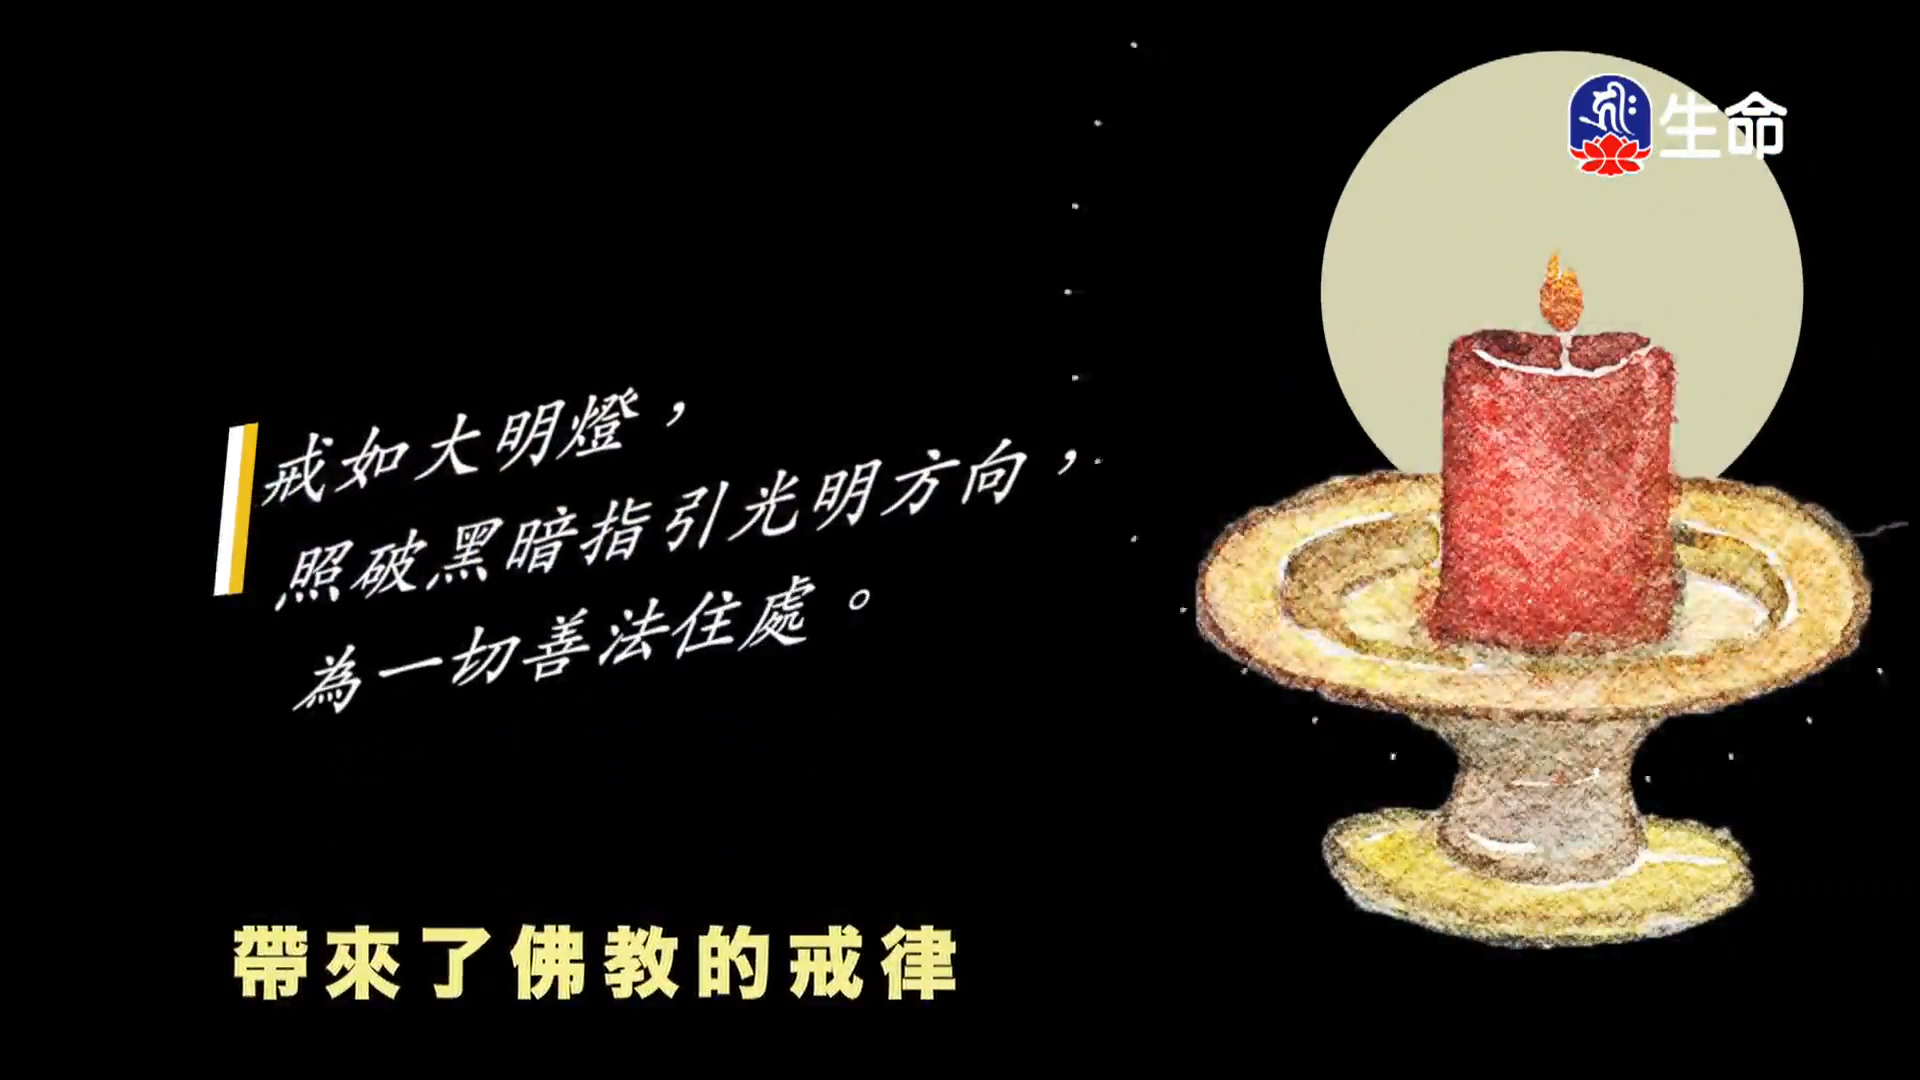 生命
戒如大明燈，
照破黑暗指引光明方向，
為一切善法住處。
帶來了佛教的戒律